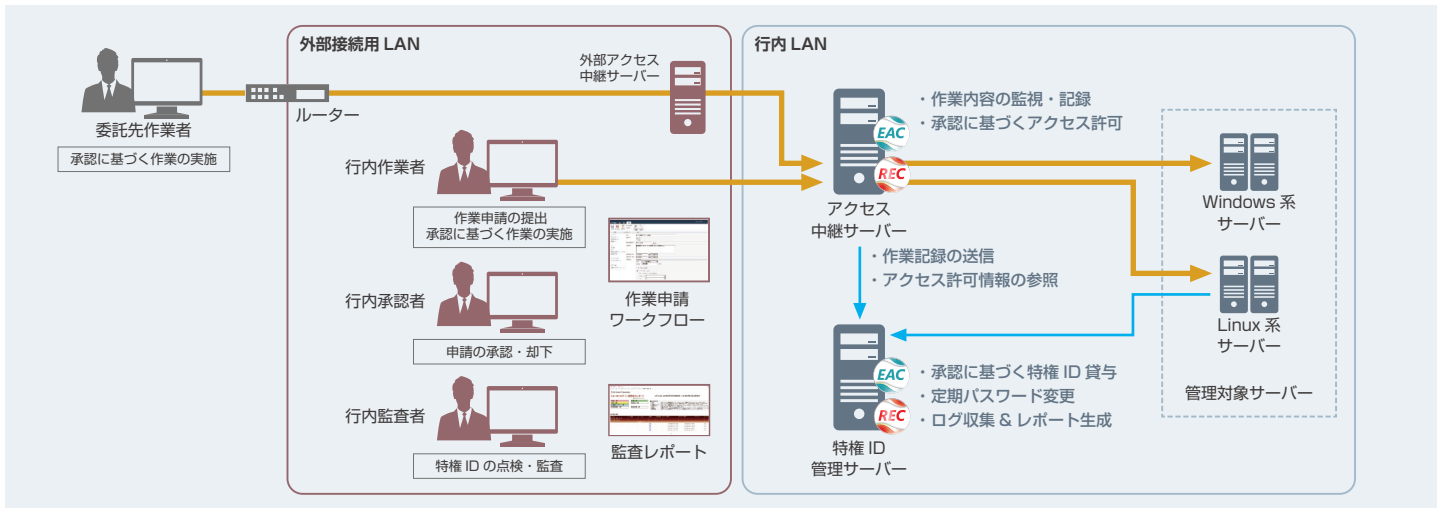 外部接続用 LAN
行内 LAN
外部アクセス
中継サーバー
ルーター
委託先作業者
承認に基づく作業の実施
行内作業者
作業申請の提出
承認に基づく作業の実施
行内承認者
申請の承認・却下
行内監査者
特権 ID の点検・監査
作業申請
ワークフロー
監査レポート
・作業内容の監視・記録
・承認に基づくアクセス許可
EAC
REC
アクセス
中継サーバー
・作業記録の送信
・アクセス許可情報の参照
Windows 系
サーバー
Linux 系
サーバー
管理対象サーバー
EAC
REC
・承認に基づく特権 ID 貸与
・定期パスワード変更
・ログ収集 & レポート生成
特権 ID
管理サーバー